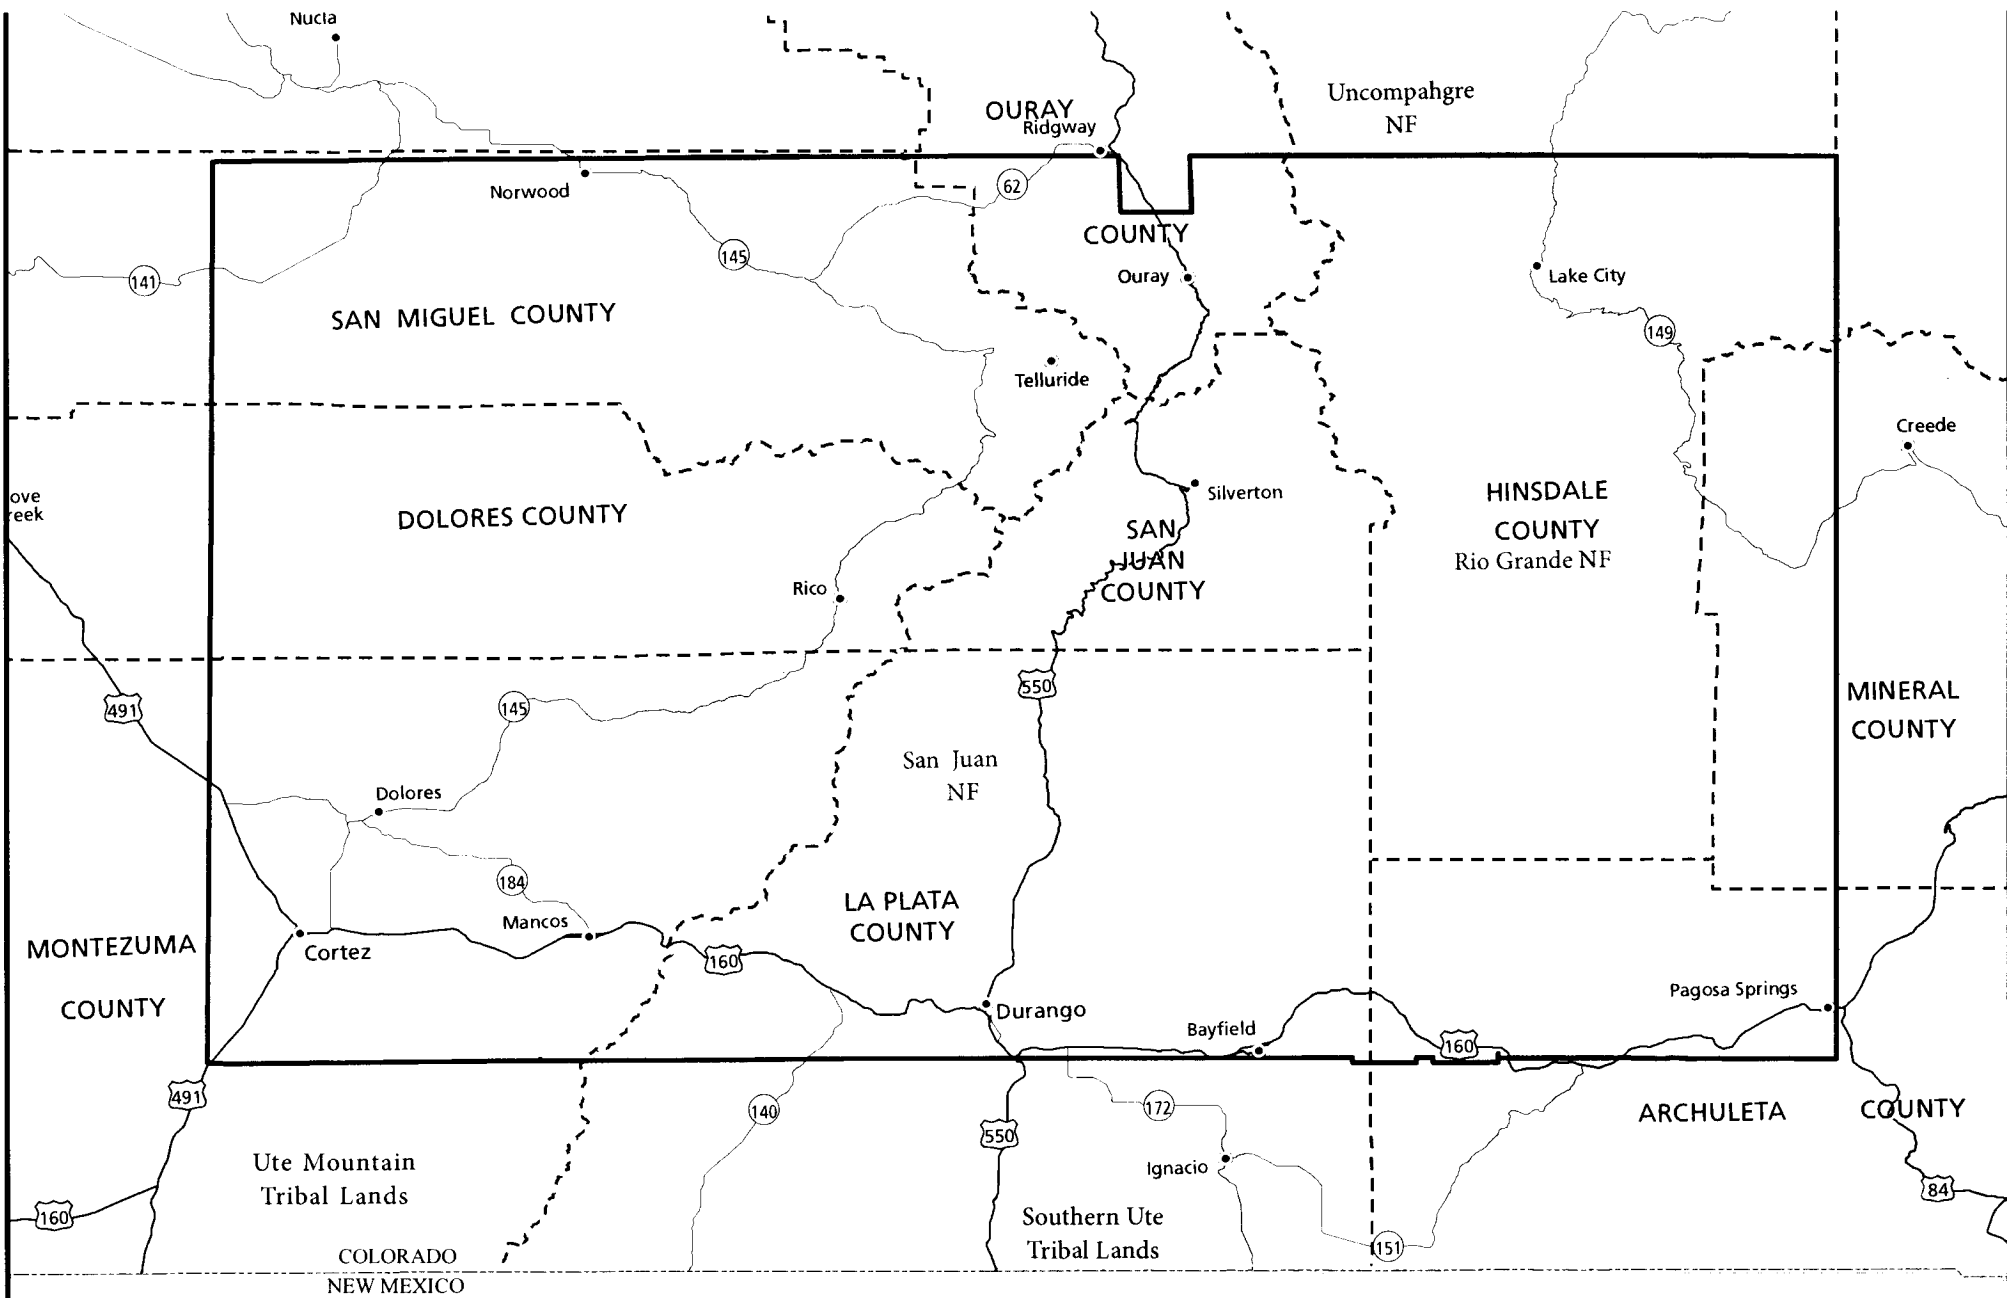 Nucla
Uncompahgre
NF
OURAY
Ridgway
Norwood
62
COUNTY
145
141
Ouray
Lake City
SAN MIGUEL COUNTY
149
Telluride
Creede
ove
reek
DOLORES COUNTY
Silverton
HINSDALE
COUNTY
Rio Grande NF
SAN
JUAN
COUNTY
Rico
550
491
145
MINERAL
COUNTY
San Juan
NF
Dolores
184
LA PLATA
COUNTY
Mancos
MONTEZUMA
COUNTY
Cortez
160
Pagosa Springs
Durango
Bayfield
160
491
140
172
ARCHULETA COUNTY
550
Ignacio
Ute Mountain
Tribal Lands
84
160
Southern Ute
Tribal Lands
151
COLORADO
NEW MEXICO